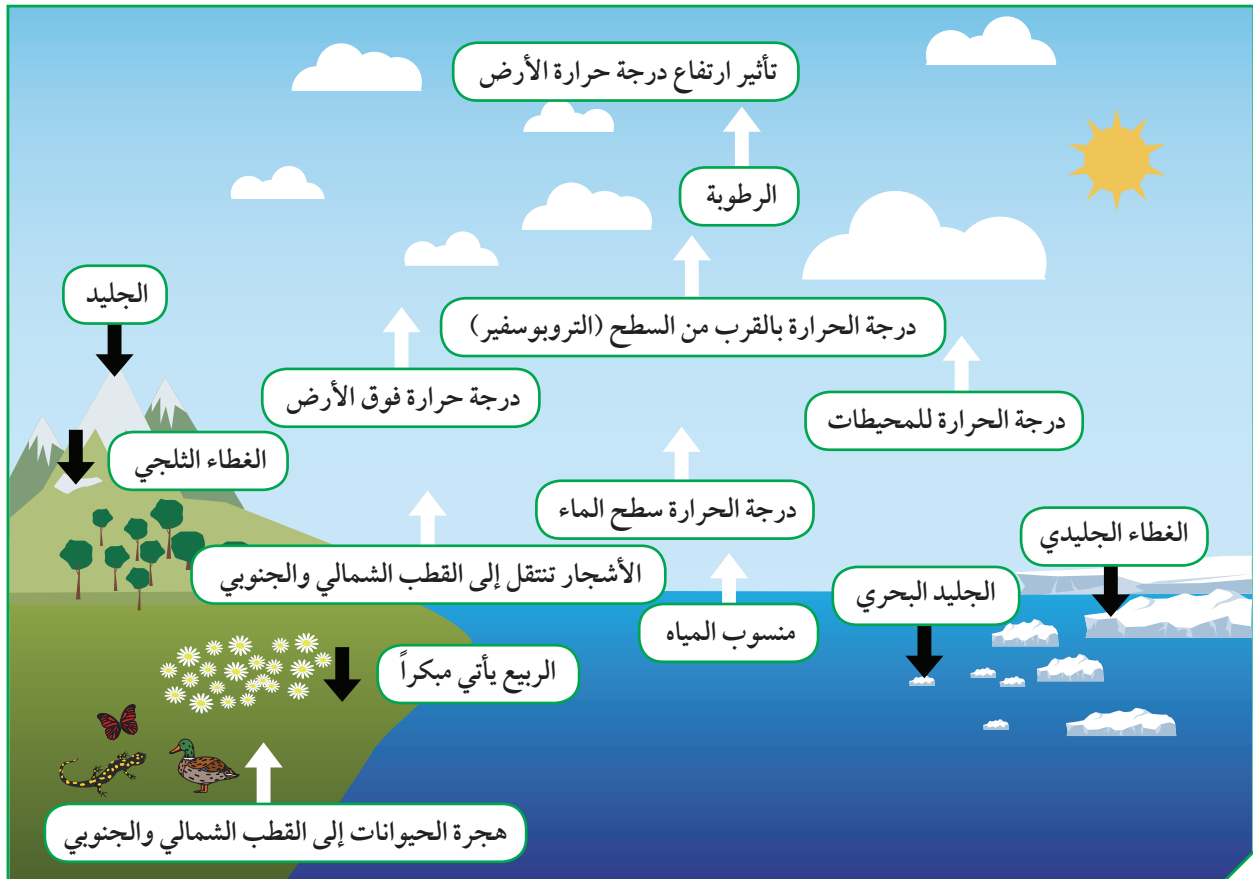 تأثير ارتفاع درجة حرارة الأرض
الرطوبة
الجليد
درجة الحرارة بالقرب من السطح (التروبوسفير)
درجة حرارة فوق الأرض
درجة الحرارة للمحيطات
الغطاء الثلجي
درجة الحرارة سطح الماء
الغطاء الجليدي
الأشجار تنتقل إلى القطب الشمالي والجنوبي
الجليد البحري
منسوب المياه
الربيع يأتي مبكراً
هجرة الحيوانات إلى القطب الشمالي والجنوبي